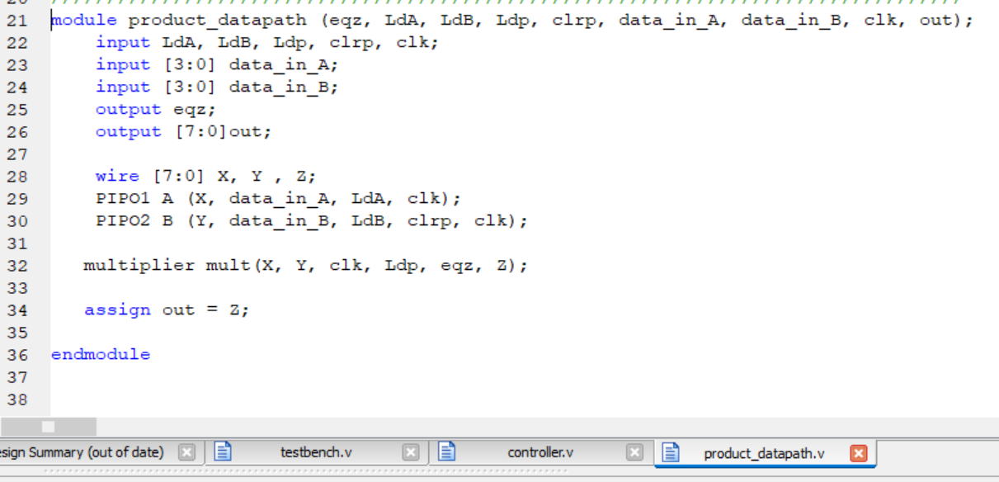 20 ////////////////////////////////////////////////////////////////////////////////
21 module product_datapath (eqz, LdA, LdB, Ldp, clrp, data_in_A, data_in_B, clk, out);
22 input LdA, LdB, Ldp, clrp, clk;
23 input [3:0] data_in_A;
24 input [3:0] data_in_B;
25 output eqz;
26 output [7:0]out;
27
28 wire [7:0] X, Y , Z;
29 PIPO1 A (X, data_in_A, LdA, clk);
30 PIPO2 B (Y, data_in_B, LdB, clrp, clk);
31
32 multiplier mult(X, Y, clk, Ldp, eqz, Z);
33
34 assign out = Z;
35
36 endmodule
37
38
esign Summary (out of date) testbench.v controller.v product_datapath.v